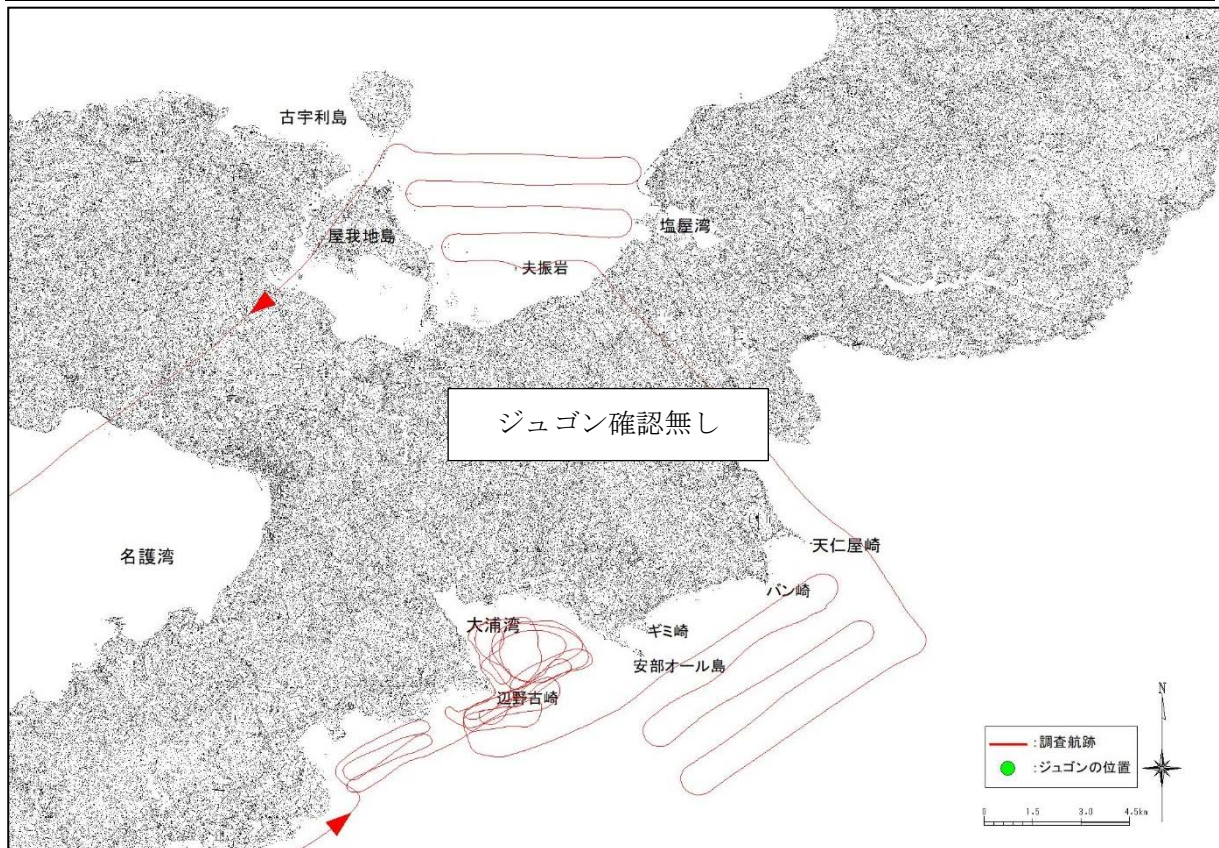 古宇利島
屋我地島
塩屋湾
夫振岩
ジュゴン確認無し
名護湾
天仁屋崎
バン崎
大浦湾
ギミ崎
安部オール島
辺野古崎
N
:調査航跡
:ジュゴンの位置
0 1.5 3.0 4.5km